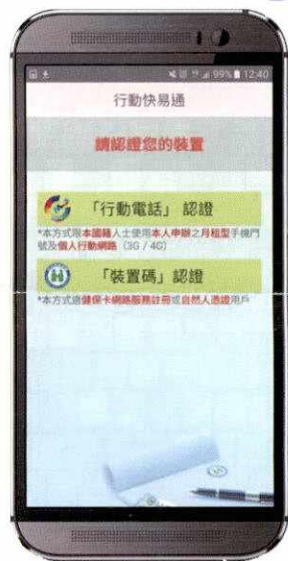 99% 12:40
行動快易通
請認證您的裝置
「行動電話」 認證
*本方式限本國籍人士使用本人申辦之月租型手機門
號及個人行動網路（3G / 4G）
「裝置碼」認證
*本方式適健保卡網路服務註冊或自然人憑證用戶